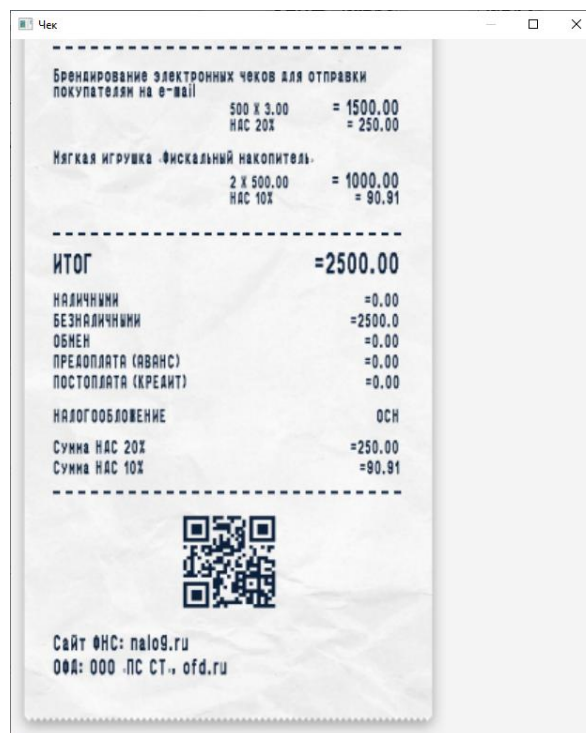 Чек
Брендирование электронных чеков для отправки
покупателям на e-mail
500 X 3.00 = 1500.00
НДС 20% = 250.00
Мягкая игрушка «Фискальный накопитель»
2 X 500.00 = 1000.00
НДС 10% = 90.91
ИТОГ =2500.00
НАЛИЧНЫМИ =0.00
БЕЗНАЛИЧНЫМИ =2500.0
ОБМЕН =0.00
ПРЕДОПЛАТА (АВАНС) =0.00
ПОСТОПЛАТА (КРЕДИТ) =0.00
НАЛОГООБЛОЖЕНИЕ ОСН
Сумма НДС 20% =250.00
Сумма НДС 10% =90.91
Сайт ФНС: nalog.ru
ОФД: ООО «ПС СТ», ofd.ru